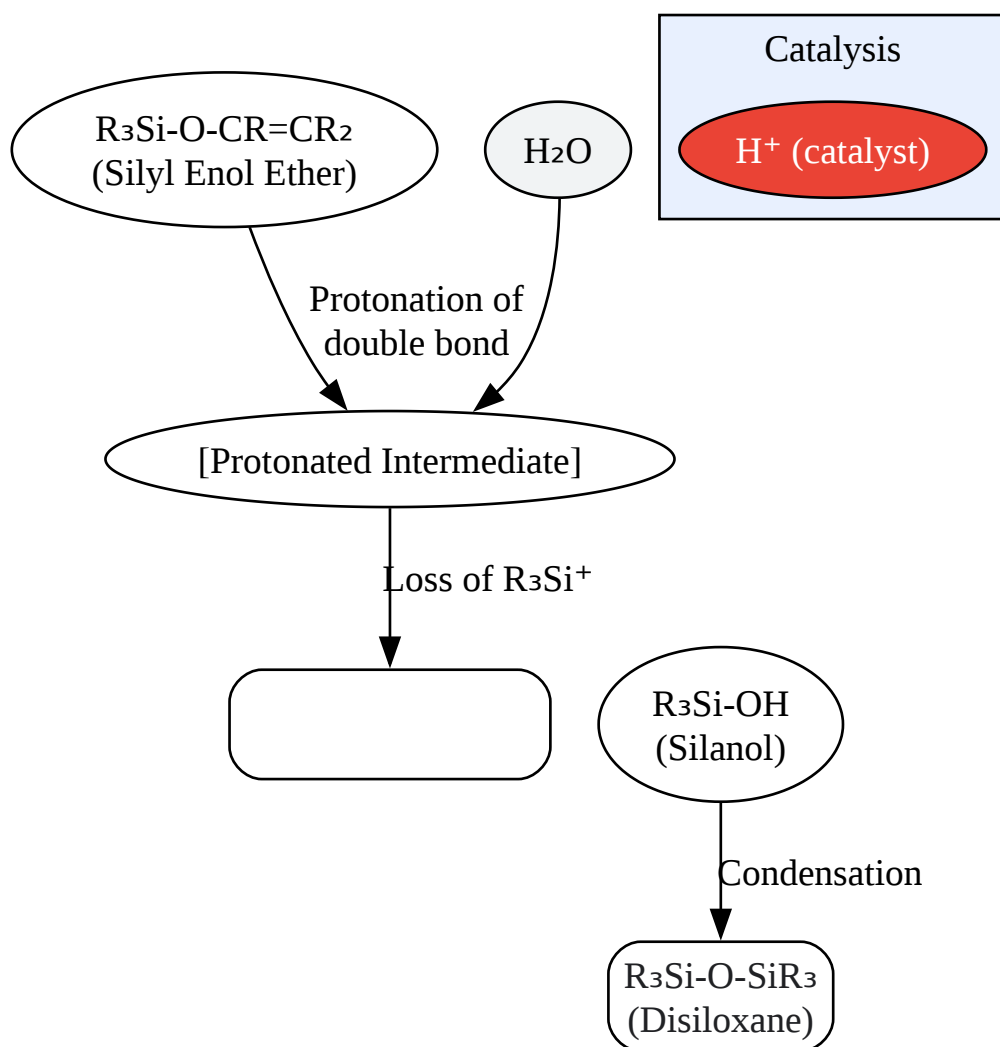 Catalysis
R₃Si-O-CR=CR₂
(Silyl Enol Ether)
H₂O
H⁺ (catalyst)
Protonation of
double bond
[Protonated Intermediate]
Loss of R₃Si⁺
R₃Si-OH
(Silanol)
Condensation
R₃Si-O-SiR₃
(Disiloxane)